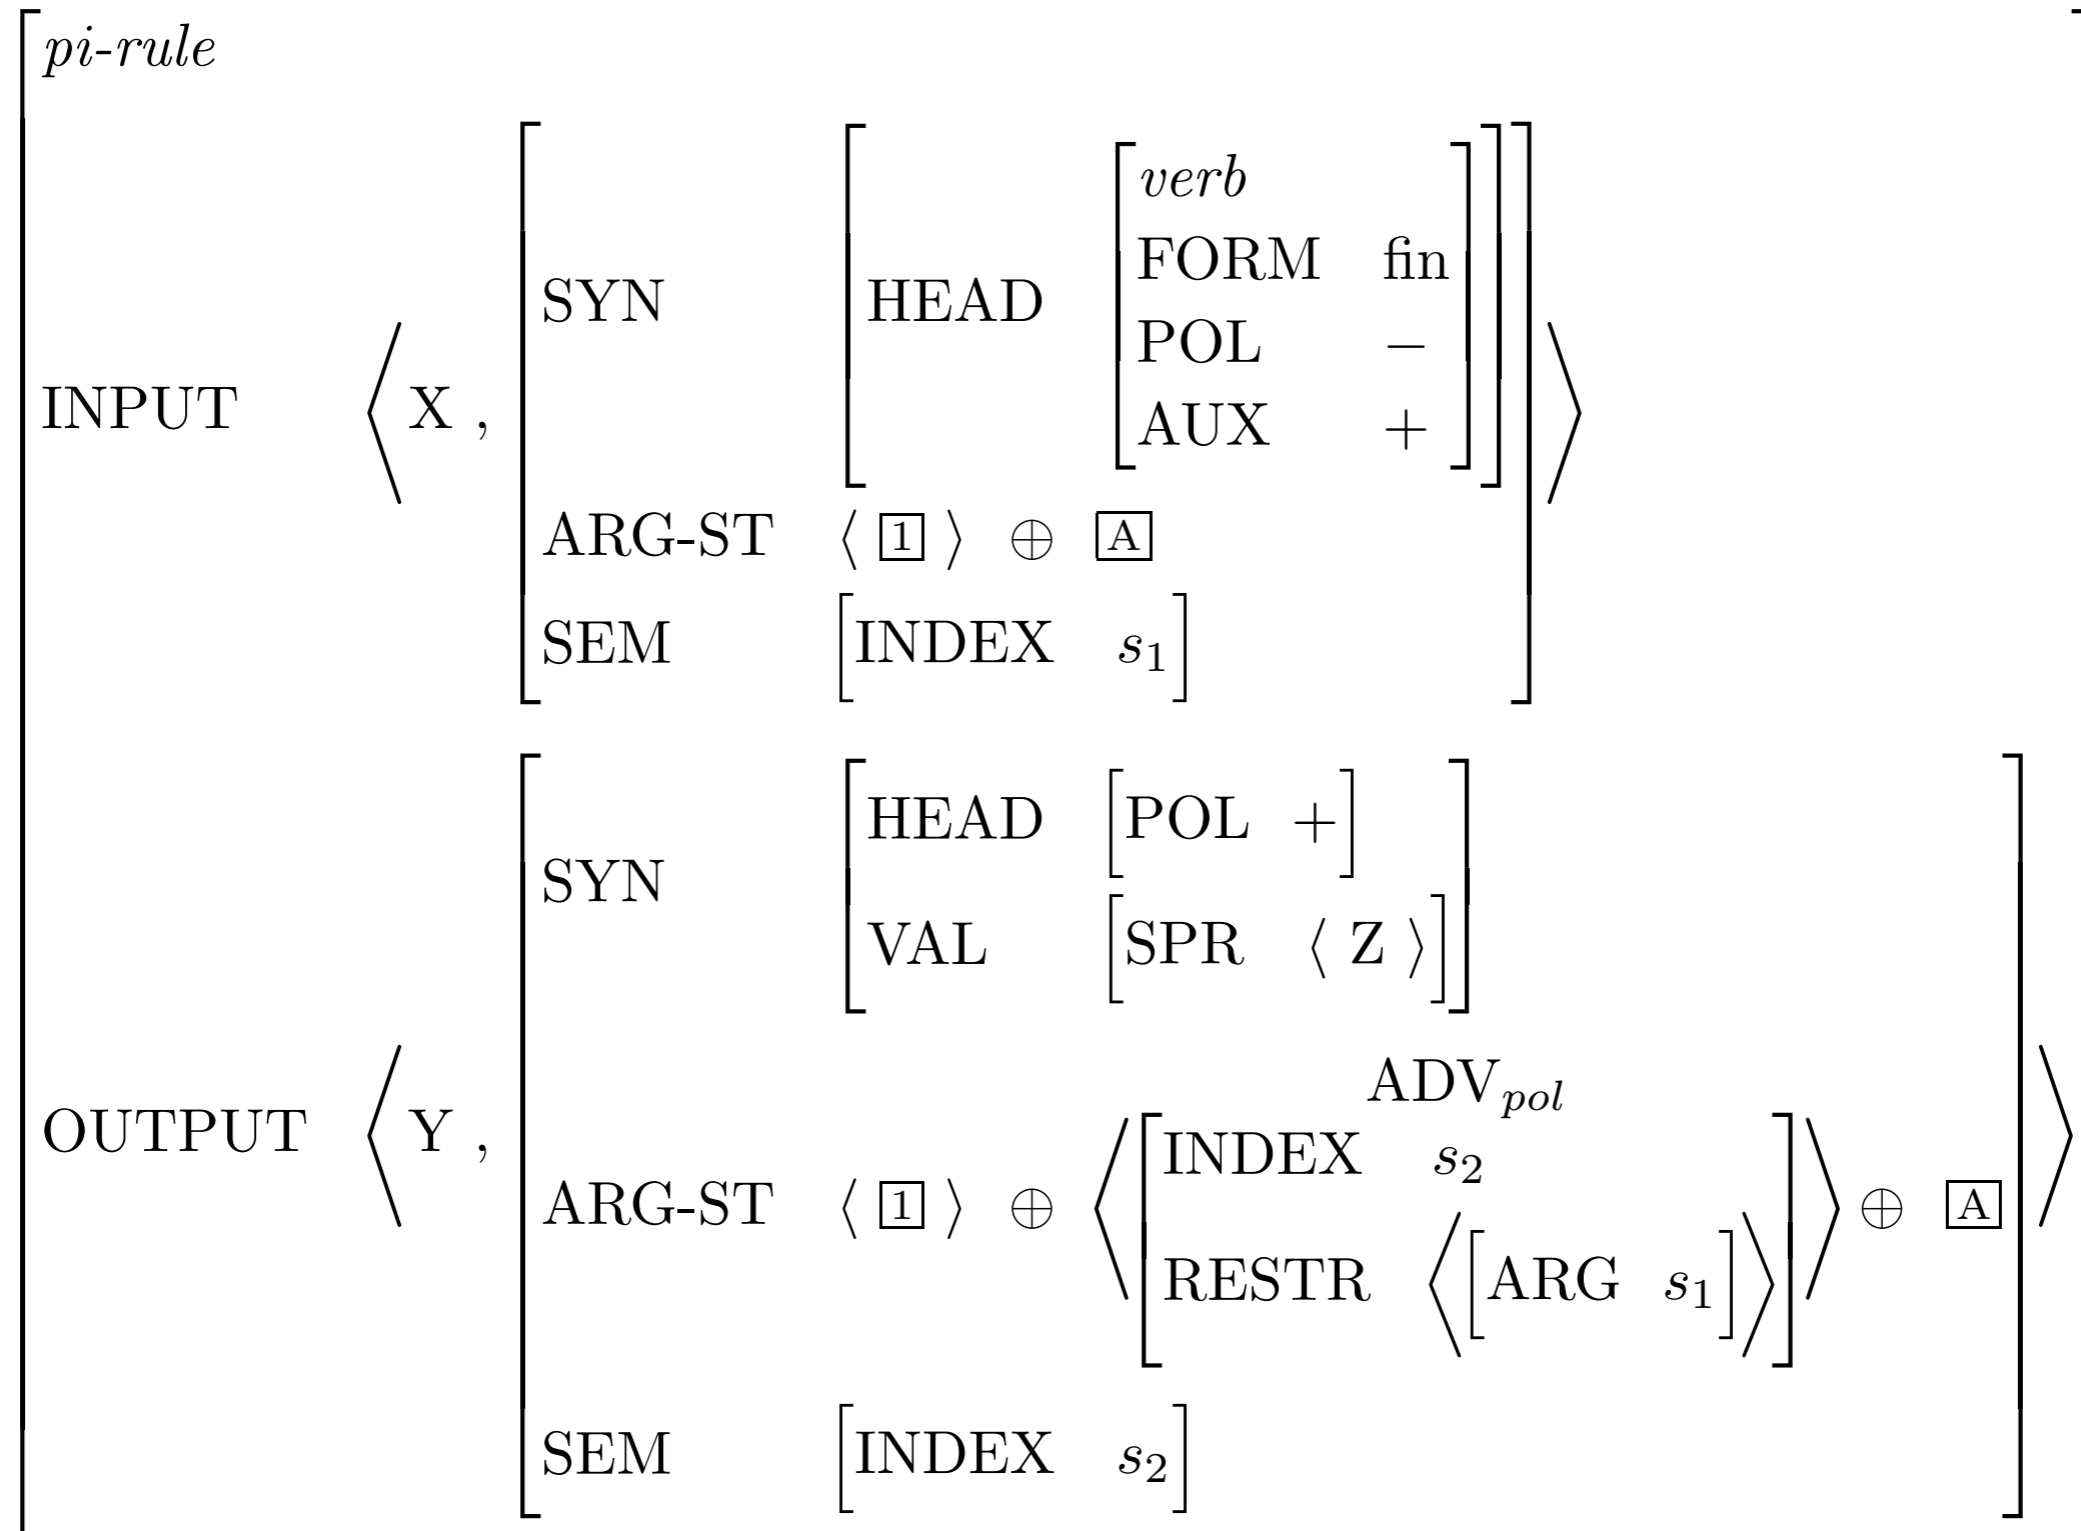 pi-rule
verb
FORM fin
SYN HEAD
POL −
INPUT ⟨ X ,
AUX + ⟩
ARG-ST ⟨ 1 ⟩ ⊕ A
SEM [INDEX s₁]
HEAD [POL +]
SYN
VAL [SPR ⟨ Z ⟩]
ADVpol
OUTPUT ⟨ Y , ⟩
INDEX s₂
ARG-ST ⟨ 1 ⟩ ⊕ ⟨ ⟩ ⊕ A
RESTR ⟨[ARG s₁]⟩
SEM [INDEX s₂]